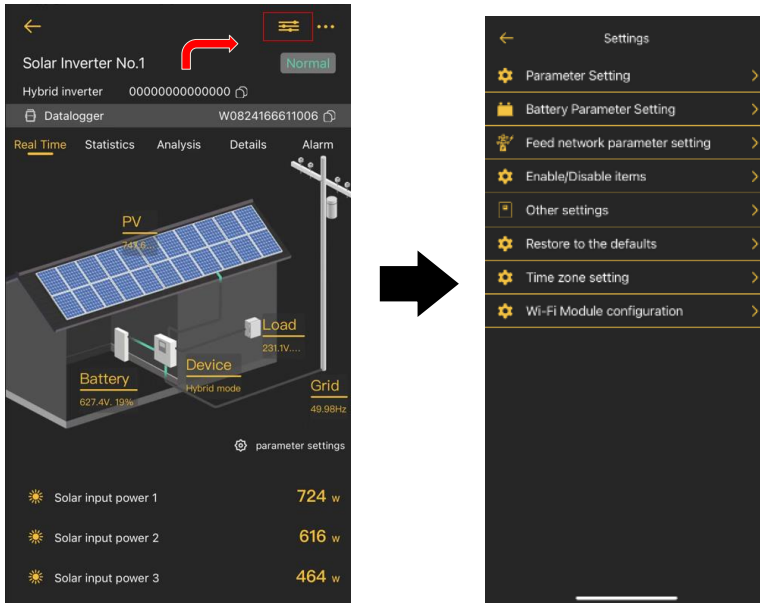 Solar Inverter No.1
Normal
Hybrid inverter 00000000000000
Datalogger W0824166611006
Real Time Statistics Analysis Details Alarm
PV
Load
231.1V....
Device
Hybrid mode
Battery
627.4V. 19%
Grid
49.98Hz
parameter settings
Solar input power 1 724 w
Solar input power 2 616 w
Solar input power 3 464 w
Settings
Parameter Setting
Battery Parameter Setting
Feed network parameter setting
Enable/Disable items
Other settings
Restore to the defaults
Time zone setting
Wi-Fi Module configuration